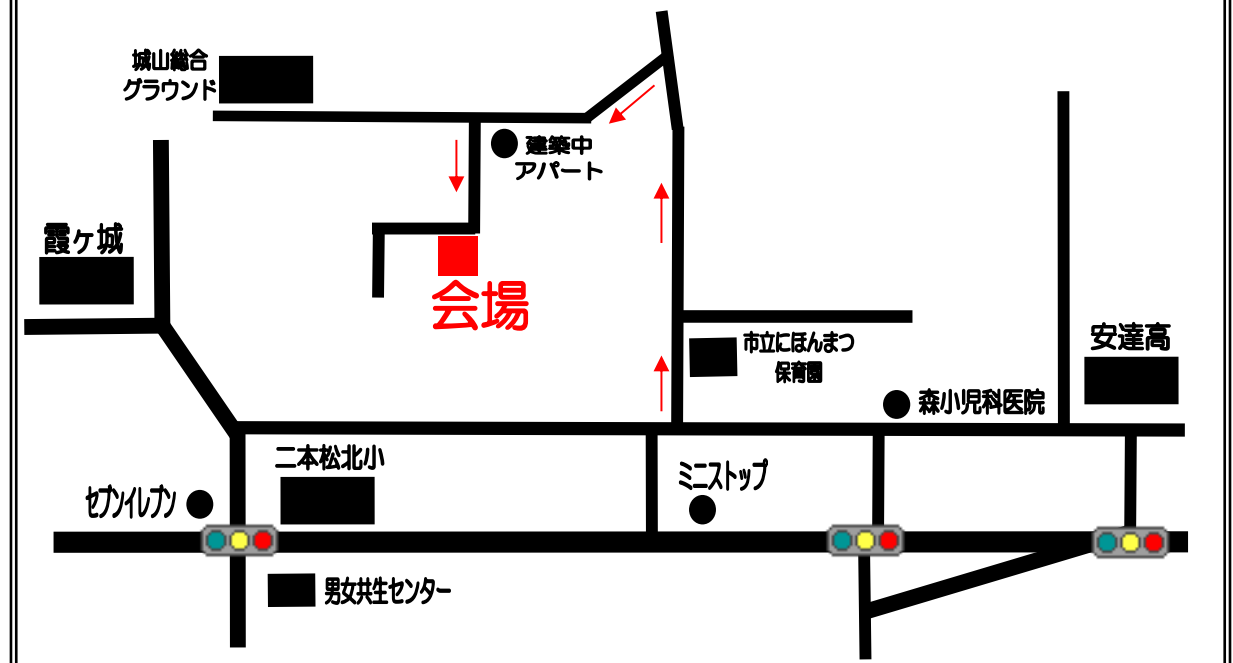 城山総合
グラウンド
建築中
アパート
霞ヶ城
会場
市立にほんまつ
保育園
安達高
森小児科医院
二本松北小
ミニストップ
セブンイレブン
男女共生センター